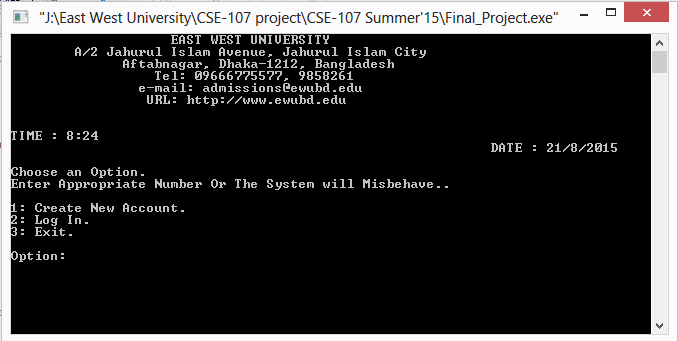 "J:\East West University\CSE-107 project\CSE-107 Summer'15\Final_Project.exe"
EAST WEST UNIVERSITY
A/2 Jahurul Islam Avenue, Jahurul Islam City
Aftabnagar, Dhaka-1212, Bangladesh
Tel: 09666775577, 9858261
e-mail: admissions@ewubd.edu
URL: http://www.ewubd.edu
TIME : 8:24
DATE : 21/8/2015
Choose an Option.
Enter Appropriate Number Or The System will Misbehave..
1: Create New Account.
2: Log In.
3: Exit.
Option: